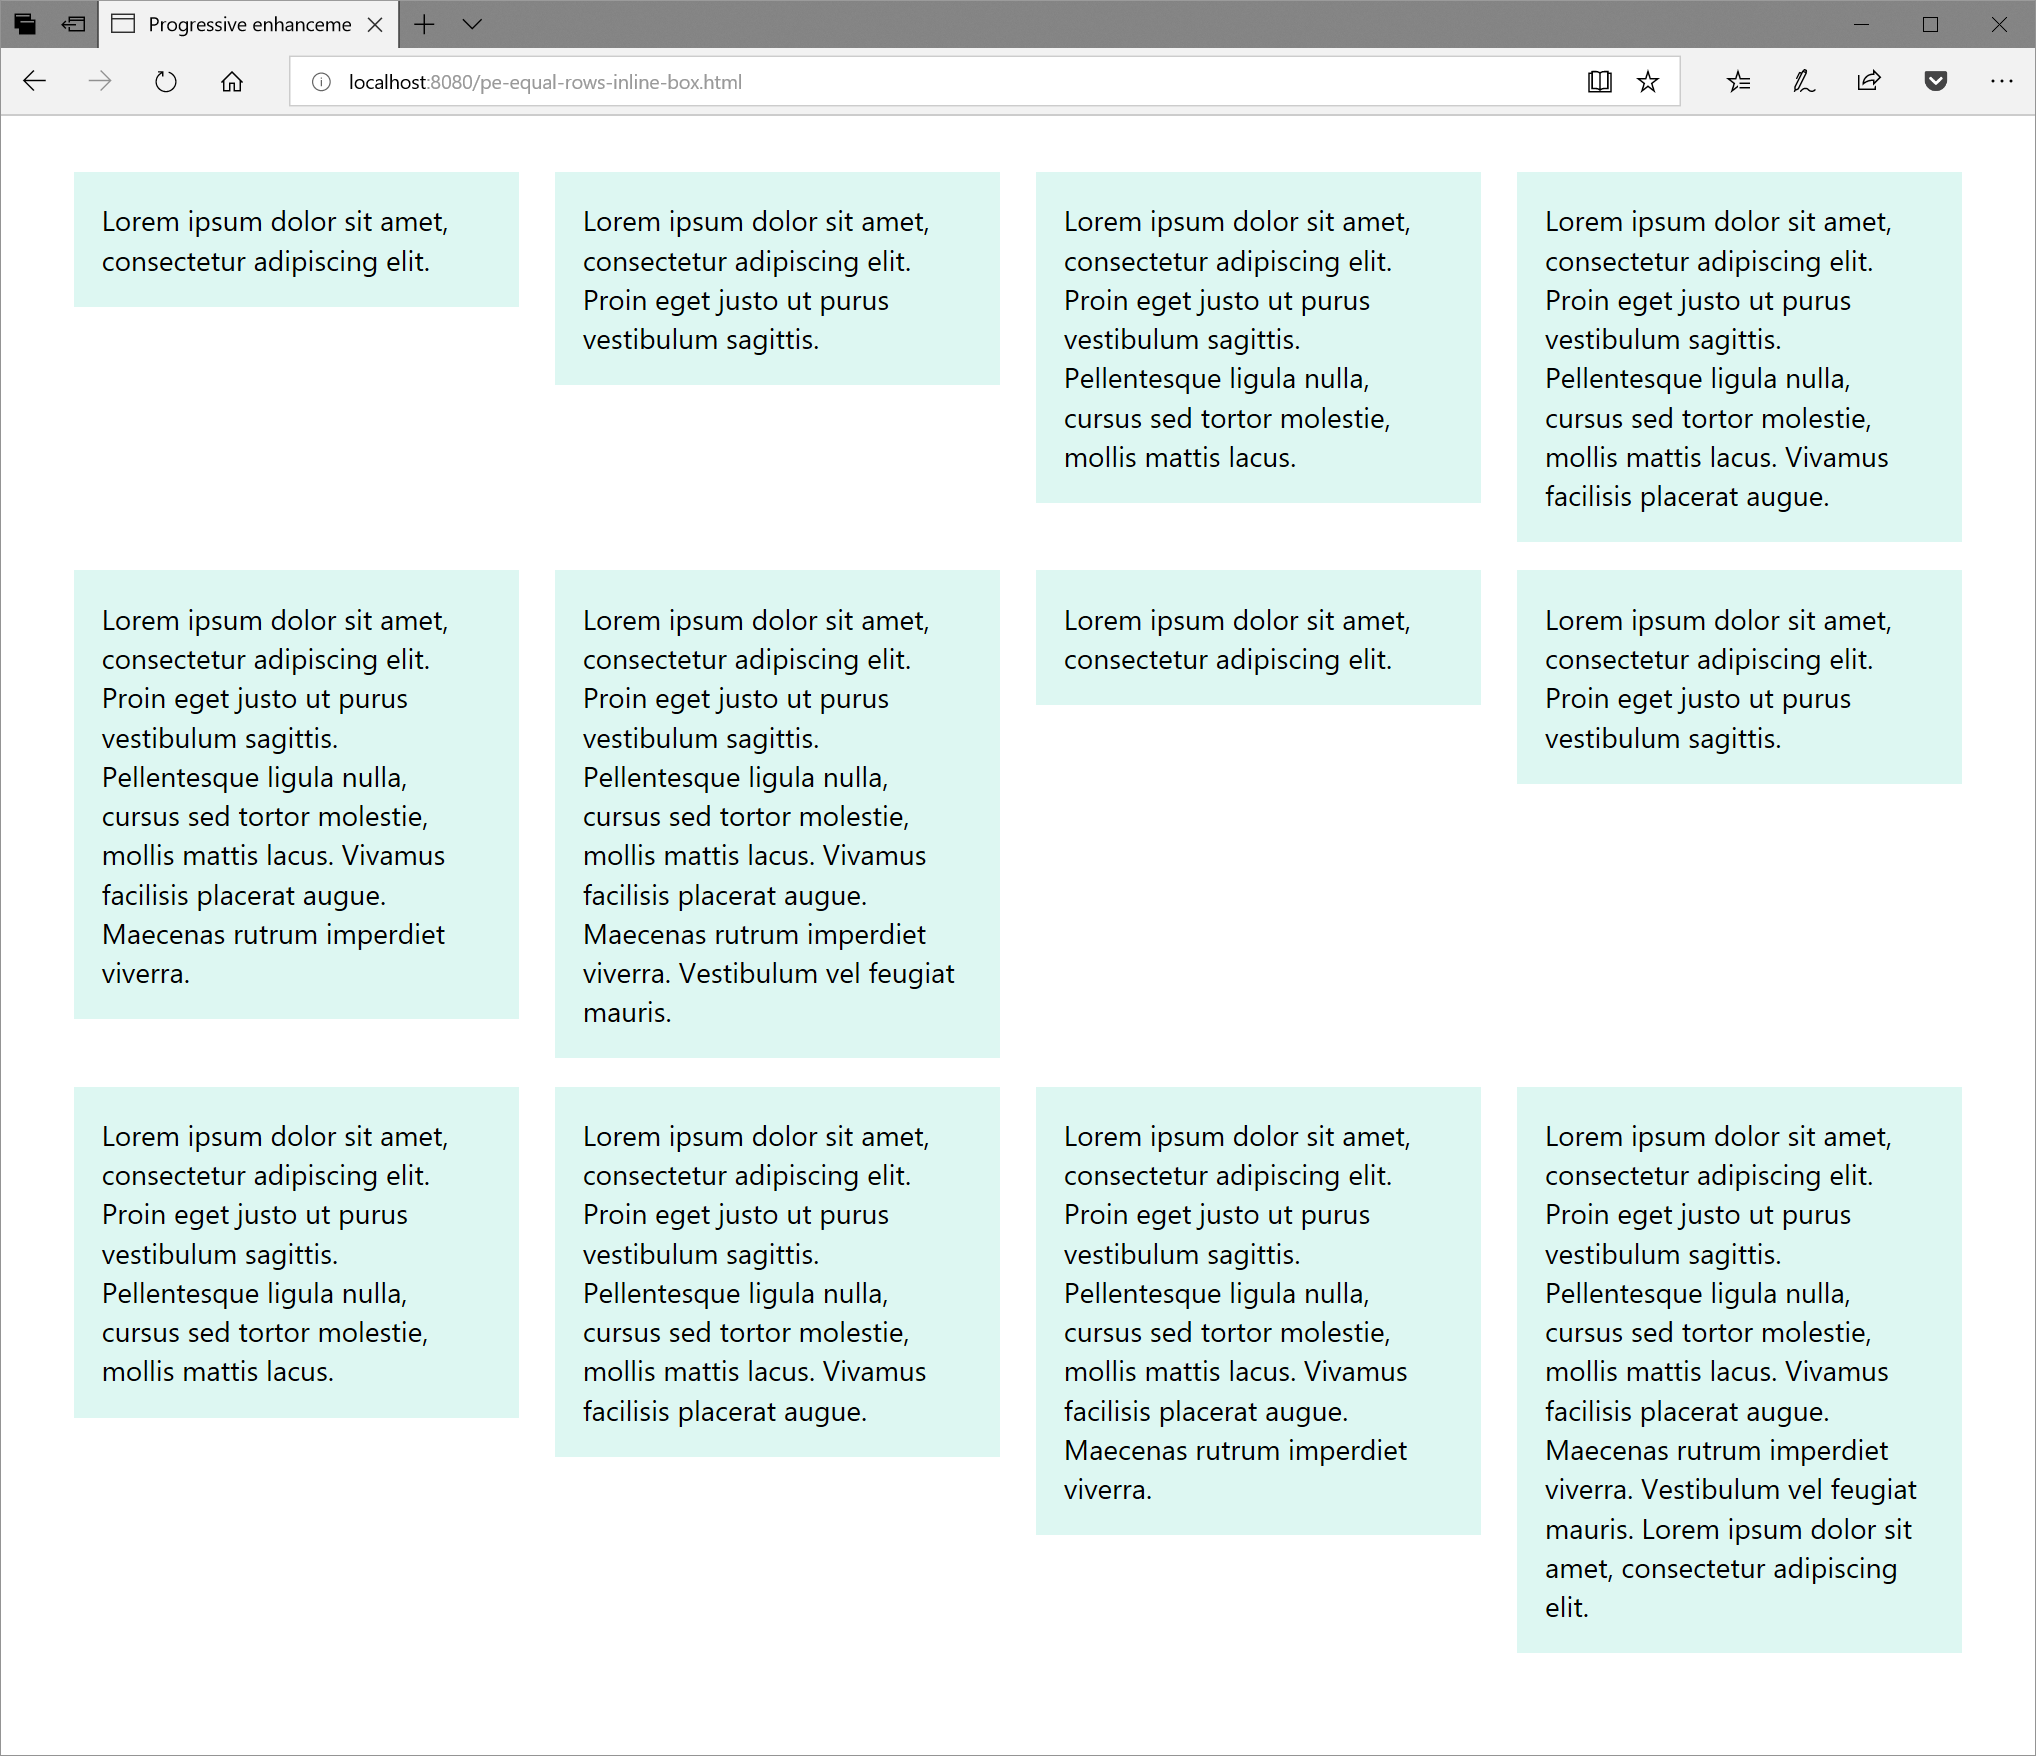 Progressive enhanceme
localhost:8080/pe-equal-rows-inline-box.html
Lorem ipsum dolor sit amet,
consectetur adipiscing elit.
Lorem ipsum dolor sit amet,
consectetur adipiscing elit.
Proin eget justo ut purus
vestibulum sagittis.
Lorem ipsum dolor sit amet,
consectetur adipiscing elit.
Proin eget justo ut purus
vestibulum sagittis.
Pellentesque ligula nulla,
cursus sed tortor molestie,
mollis mattis lacus.
Lorem ipsum dolor sit amet,
consectetur adipiscing elit.
Proin eget justo ut purus
vestibulum sagittis.
Pellentesque ligula nulla,
cursus sed tortor molestie,
mollis mattis lacus. Vivamus
facilisis placerat augue.
Lorem ipsum dolor sit amet,
consectetur adipiscing elit.
Proin eget justo ut purus
vestibulum sagittis.
Pellentesque ligula nulla,
cursus sed tortor molestie,
mollis mattis lacus. Vivamus
facilisis placerat augue.
Maecenas rutrum imperdiet
viverra.
Lorem ipsum dolor sit amet,
consectetur adipiscing elit.
Proin eget justo ut purus
vestibulum sagittis.
Pellentesque ligula nulla,
cursus sed tortor molestie,
mollis mattis lacus. Vivamus
facilisis placerat augue.
Maecenas rutrum imperdiet
viverra. Vestibulum vel feugiat
mauris.
Lorem ipsum dolor sit amet,
consectetur adipiscing elit.
Lorem ipsum dolor sit amet,
consectetur adipiscing elit.
Proin eget justo ut purus
vestibulum sagittis.
Lorem ipsum dolor sit amet,
consectetur adipiscing elit.
Proin eget justo ut purus
vestibulum sagittis.
Pellentesque ligula nulla,
cursus sed tortor molestie,
mollis mattis lacus.
Lorem ipsum dolor sit amet,
consectetur adipiscing elit.
Proin eget justo ut purus
vestibulum sagittis.
Pellentesque ligula nulla,
cursus sed tortor molestie,
mollis mattis lacus. Vivamus
facilisis placerat augue.
Lorem ipsum dolor sit amet,
consectetur adipiscing elit.
Proin eget justo ut purus
vestibulum sagittis.
Pellentesque ligula nulla,
cursus sed tortor molestie,
mollis mattis lacus. Vivamus
facilisis placerat augue.
Maecenas rutrum imperdiet
viverra.
Lorem ipsum dolor sit amet,
consectetur adipiscing elit.
Proin eget justo ut purus
vestibulum sagittis.
Pellentesque ligula nulla,
cursus sed tortor molestie,
mollis mattis lacus. Vivamus
facilisis placerat augue.
Maecenas rutrum imperdiet
viverra. Vestibulum vel feugiat
mauris. Lorem ipsum dolor sit
amet, consectetur adipiscing
elit.